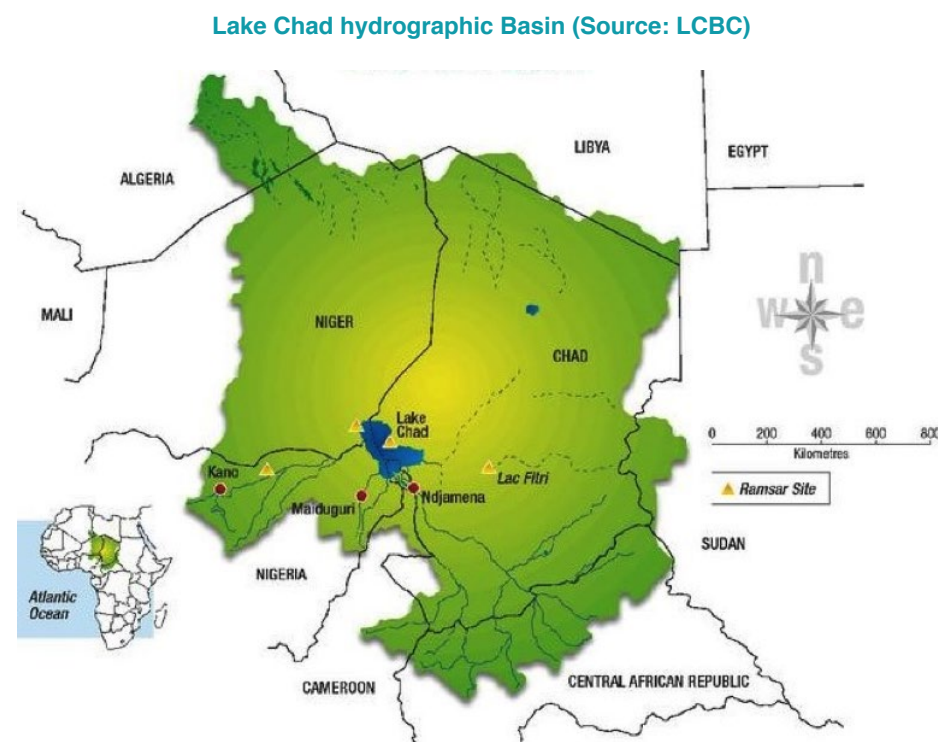 Lake Chad hydrographic Basin (Source: LCBC)
LIBYA
EGYPT
ALGERIA
n
w e
s
MALI
NIGER
CHAD
Lake
Chad
0 200 400 600 800
Kilometres
Kano
Lac Fitri
Ramsar Site
Maiduguri
Ndjamena
SUDAN
NIGERIA
Atlantic
Ocean
CAMEROON
CENTRAL AFRICAN REPUBLIC